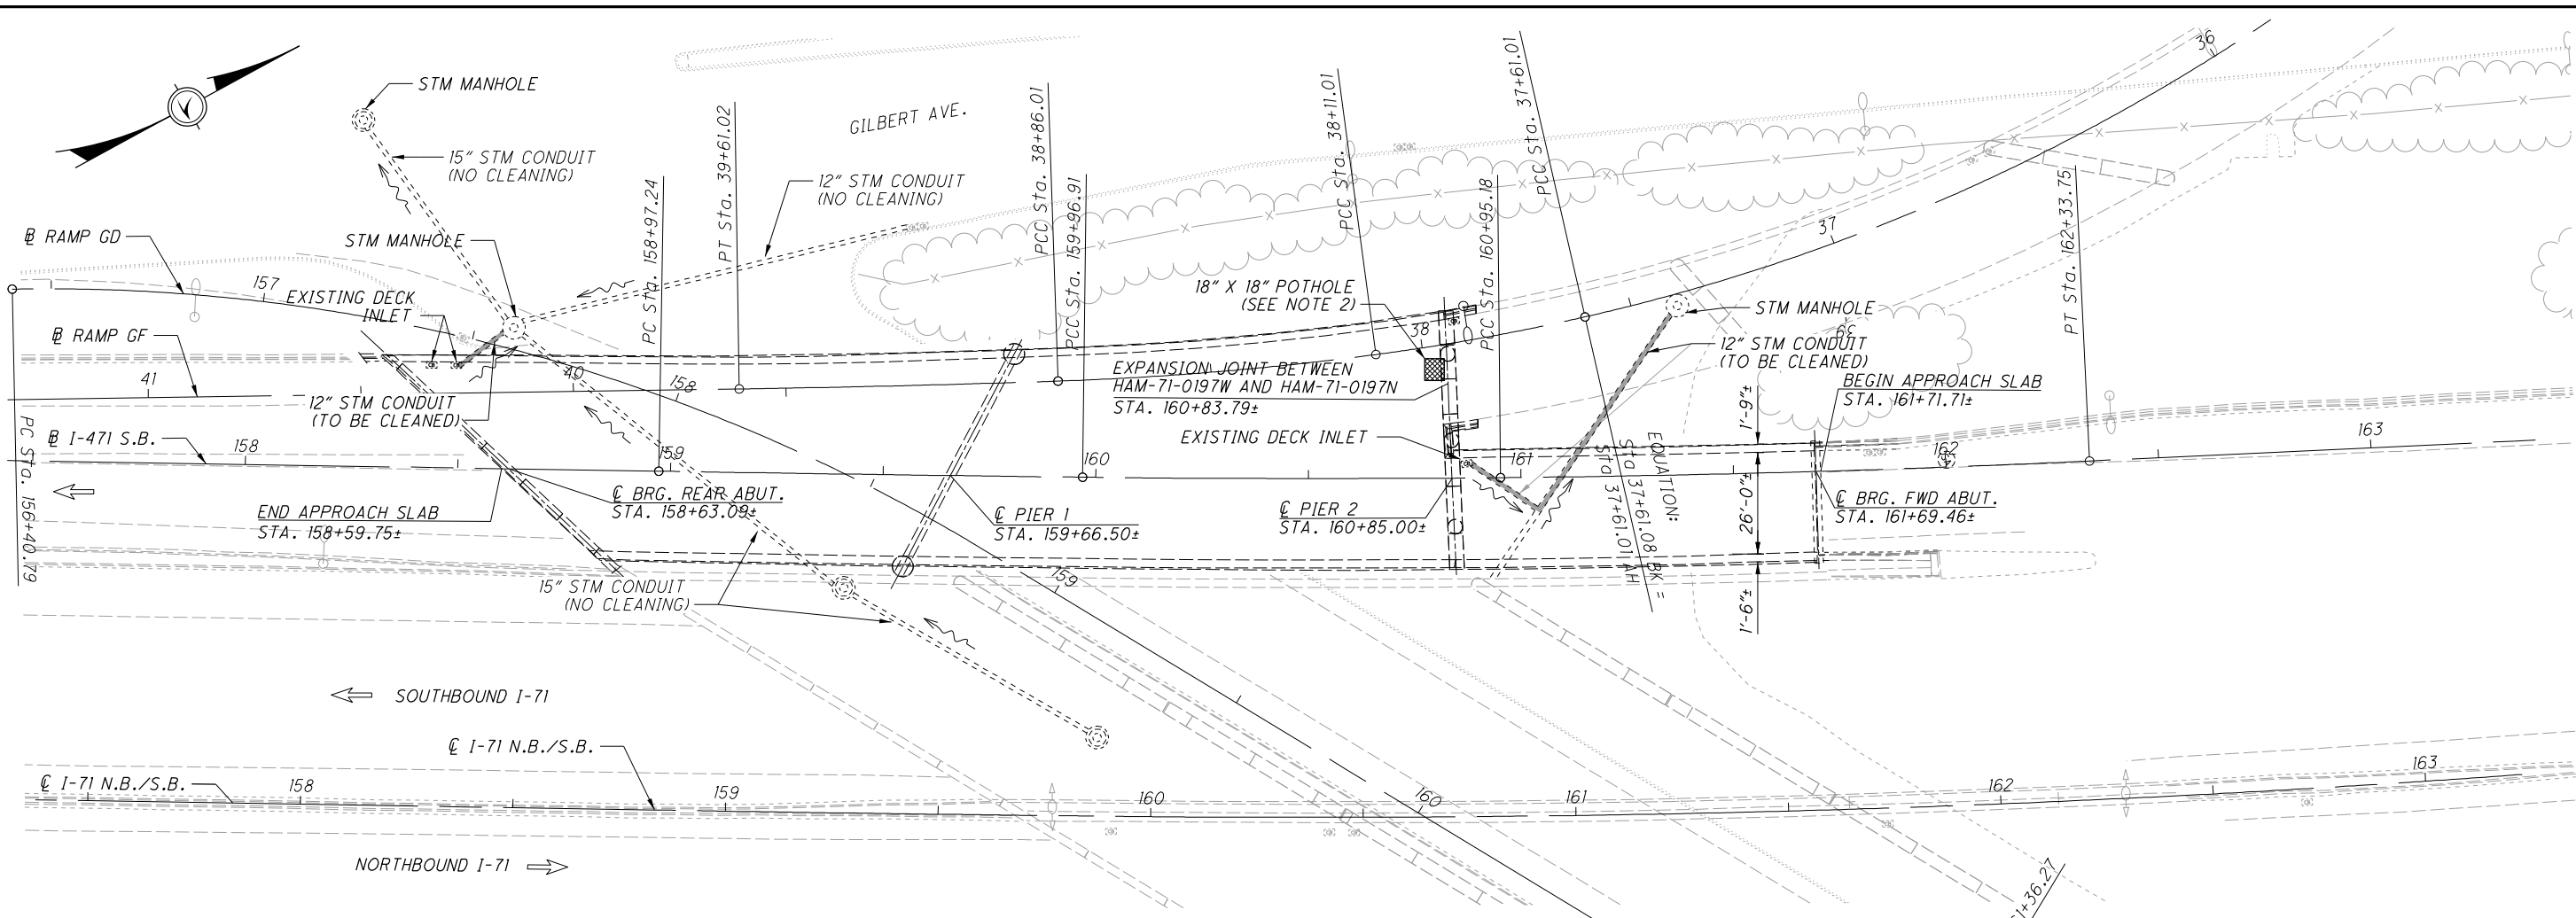 STM MANHOLE
15" STM CONDUIT
(NO CLEANING)
GILBERT AVE.
12" STM CONDUIT
(NO CLEANING)
STM MANHOLE
℄ RAMP GD
157
EXISTING DECK
INLET
℄ RAMP GF
41
40
158
12" STM CONDUIT
(TO BE CLEANED)
℄ I-471 S.B.
158
159
160
161
162
163
PC Sta. 156+40.79
PC Sta. 158+97.24
PT Sta. 39+61.02
PCC Sta. 38+86.01
PCC Sta. 159+96.91
PCC Sta. 38+11.01
PCC Sta. 160+95.18
PCC Sta. 37+61.01
PT Sta. 162+33.75
36
37
38
39
18" X 18" POTHOLE
(SEE NOTE 2)
EXPANSION JOINT BETWEEN
HAM-71-0197W AND HAM-71-0197N
STA. 160+83.79±
EXISTING DECK INLET
STM MANHOLE
12" STM CONDUIT
(TO BE CLEANED)
BEGIN APPROACH SLAB
STA. 161+71.71±
1'-9"±
26'-0"±
1'-6"±
EQUATION:
Sta 37+61.08 BK =
Sta 37+61.01 AH
END APPROACH SLAB
STA. 158+59.75±
℄ BRG. REAR ABUT.
STA. 158+63.09±
℄ PIER 1
STA. 159+66.50±
℄ PIER 2
STA. 160+85.00±
℄ BRG. FWD ABUT.
STA. 161+69.46±
15" STM CONDUIT
(NO CLEANING)
159
160
SOUTHBOUND I-71
℄ I-71 N.B./S.B.
℄ I-71 N.B./S.B.
158
159
160
161
162
163
NORTHBOUND I-71
1+36.27